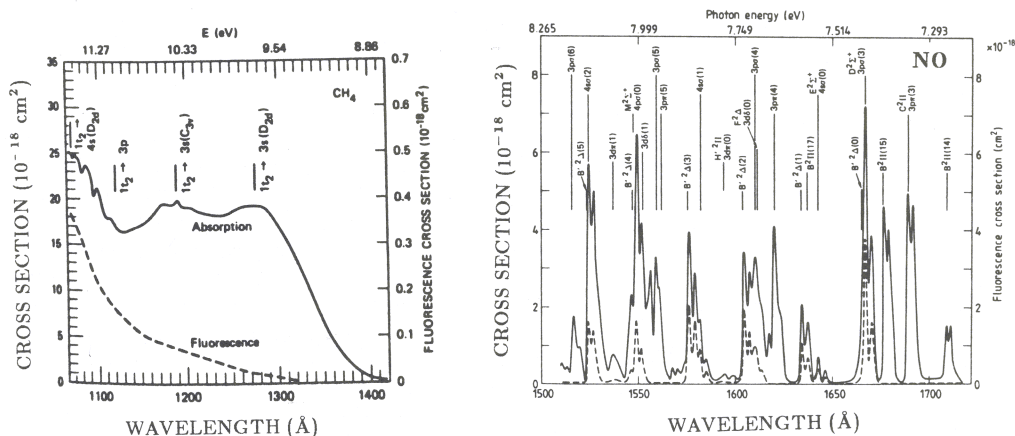 E (eV)
11.27 10.33 9.54 8.86
35
30
25
20
15
10
5
0
CROSS SECTION (10⁻¹⁸ cm²)
CH₄
1t₂ →
4s(D₂d)
1t₂ → 3p
1t₂ → 3s(C₃ᵥ)
1t₂ → 3s(D₂d)
Absorption
Fluorescence
0.7
0.6
0.5
0.4
0.3
0.2
0.1
0
FLUORESCENCE CROSS SECTION (10⁻¹⁸cm²)
1100 1200 1300 1400
WAVELENGTH (Å)
Photon energy (eV)
8.265 7.999 7.749 7.514 7.293
×10⁻¹⁸
NO
8
6
4
2
0
CROSS SECTION (10⁻¹⁸ cm²)
3pσ(6)
B'²Δ(5)
4sσ(2)
3dπ(1)
B'²Δ(4)
M²Σ⁺
4pσ(0)
3dδ(1)
3pσ(5)
3pπ(5)
B'²Δ(3)
4sσ(1)
H'²Π
3dπ(0)
B'²Δ(2)
F²Δ
3dδ(0)
3pσ(4)
3pπ(4)
B'²Δ(1)
B²Π(17)
E²Σ⁺
4sσ(0)
B'²Δ(0)
D²Σ⁺
3pσ(3)
B²Π(15)
C²Π
3pπ(3)
B²Π(14)
8
6
4
2
0
Fluorescence cross section (cm²)
1500 1550 1600 1650 1700
WAVELENGTH (Å)